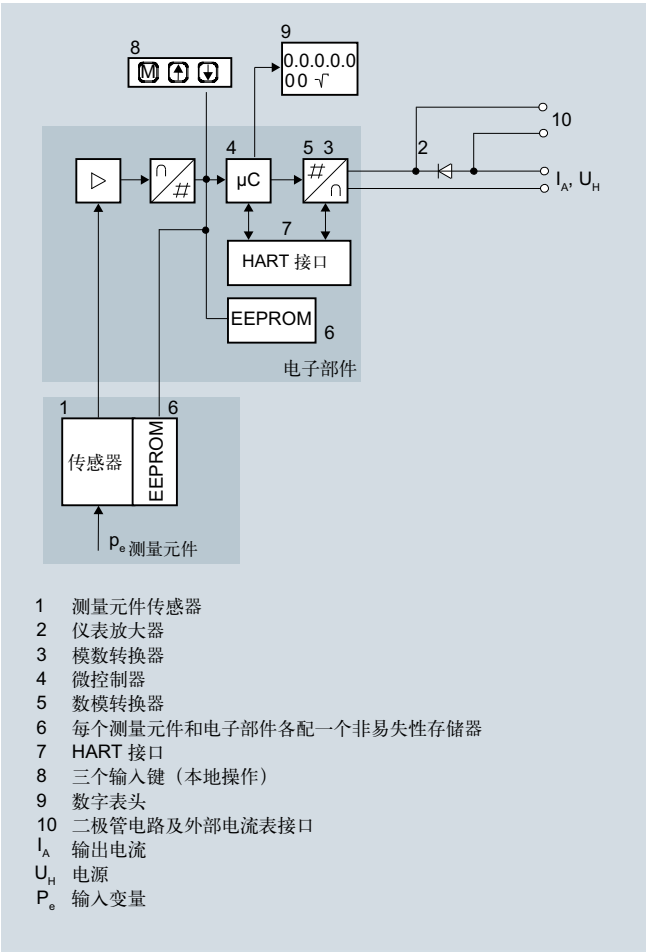 9
8
M
0.0.0.0.0
00 √
10
4
5 3
2
∩
#
μC
#
∩
I_A, U_H
7
HART 接口
EEPROM
6
电子部件
1
6
传感器
EEPROM
p_e 测量元件
1 测量元件传感器
2 仪表放大器
3 模数转换器
4 微控制器
5 数模转换器
6 每个测量元件和电子部件各配一个非易失性存储器
7 HART 接口
8 三个输入键（本地操作）
9 数字表头
10 二极管电路及外部电流表接口
I_A 输出电流
U_H 电源
P_e 输入变量